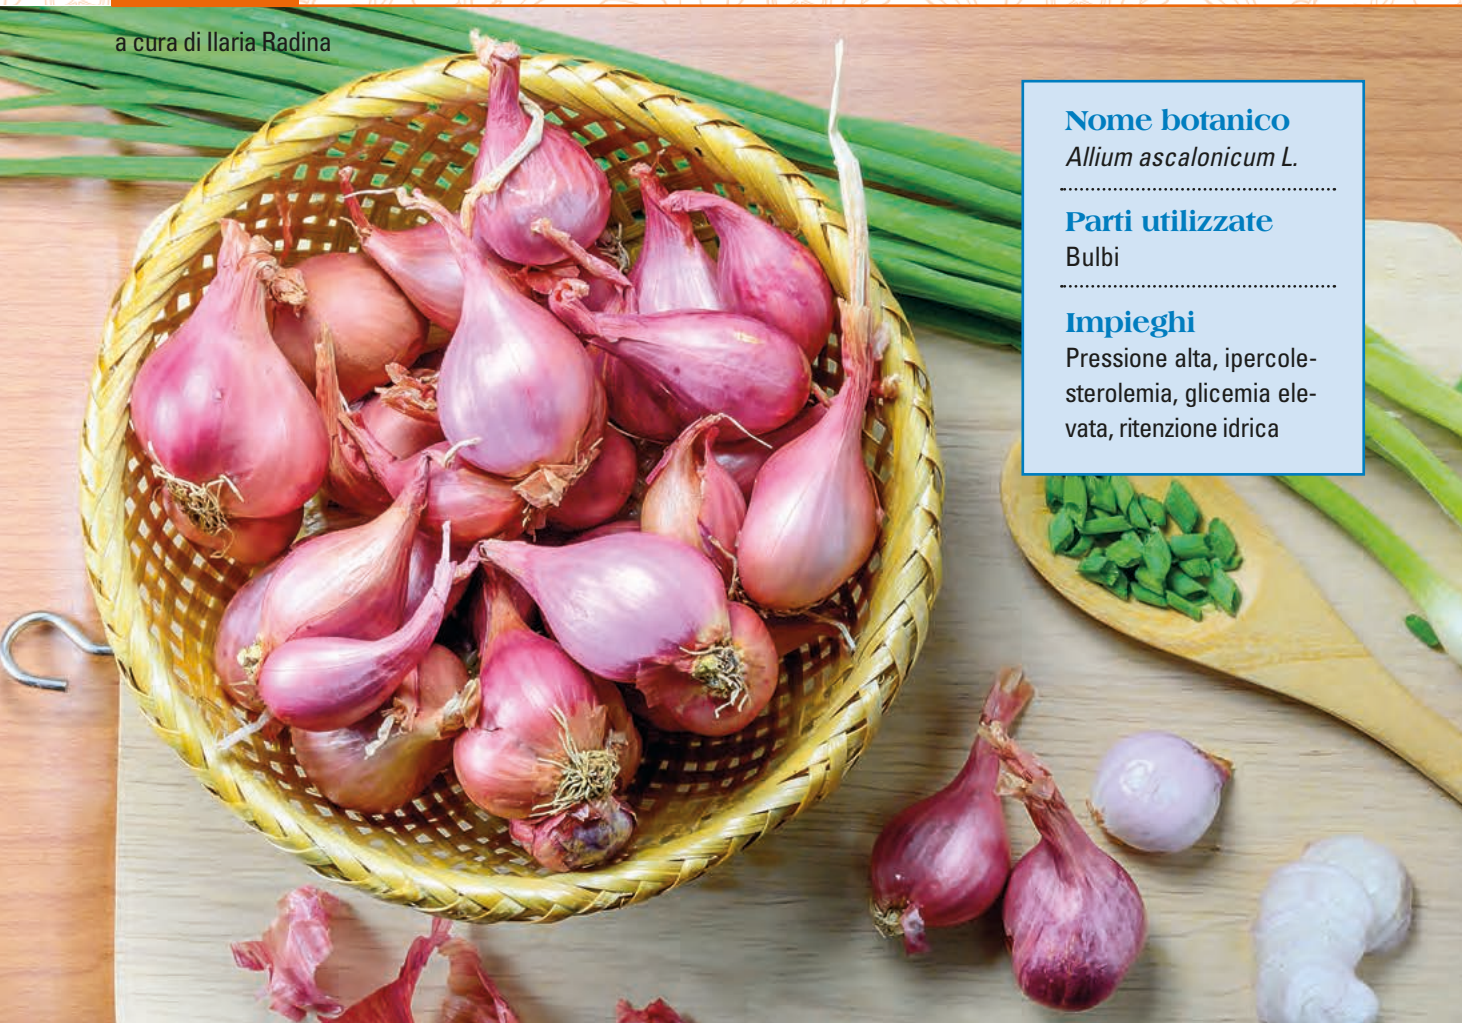 a cura di Ilaria Radina
Nome botanico
Allium ascalonicum L.
Parti utilizzate
Bulbi
Impieghi
Pressione alta, ipercole-
sterolemia, glicemia ele-
vata, ritenzione idrica